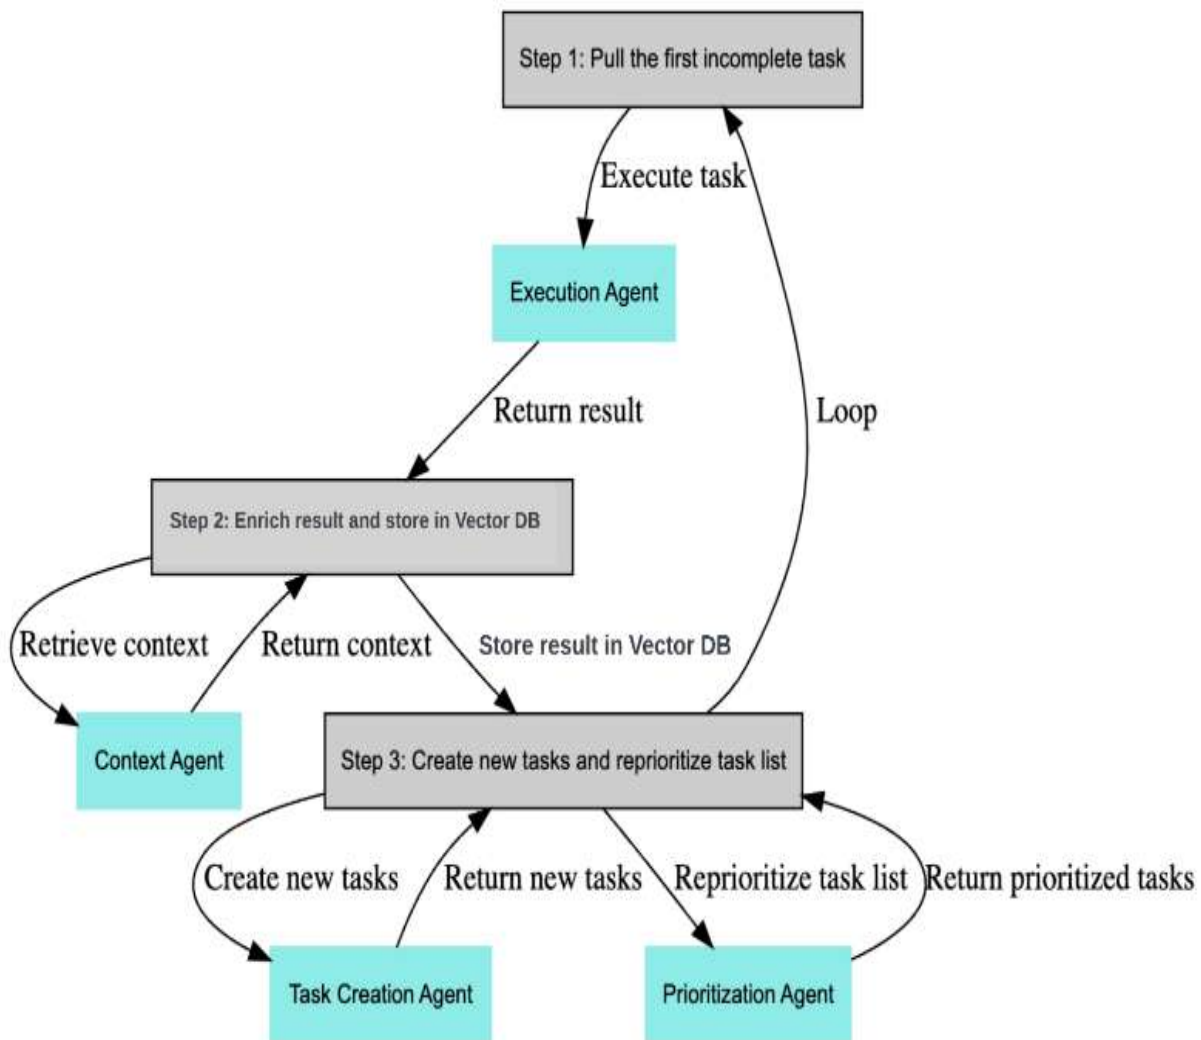 Step 1: Pull the first incomplete task
Execute task
Execution Agent
Return result
Loop
Step 2: Enrich result and store in Vector DB
Retrieve context
Return context
Store result in Vector DB
Context Agent
Step 3: Create new tasks and reprioritize task list
Create new tasks
Return new tasks
Reprioritize task list
Return prioritized tasks
Task Creation Agent
Prioritization Agent